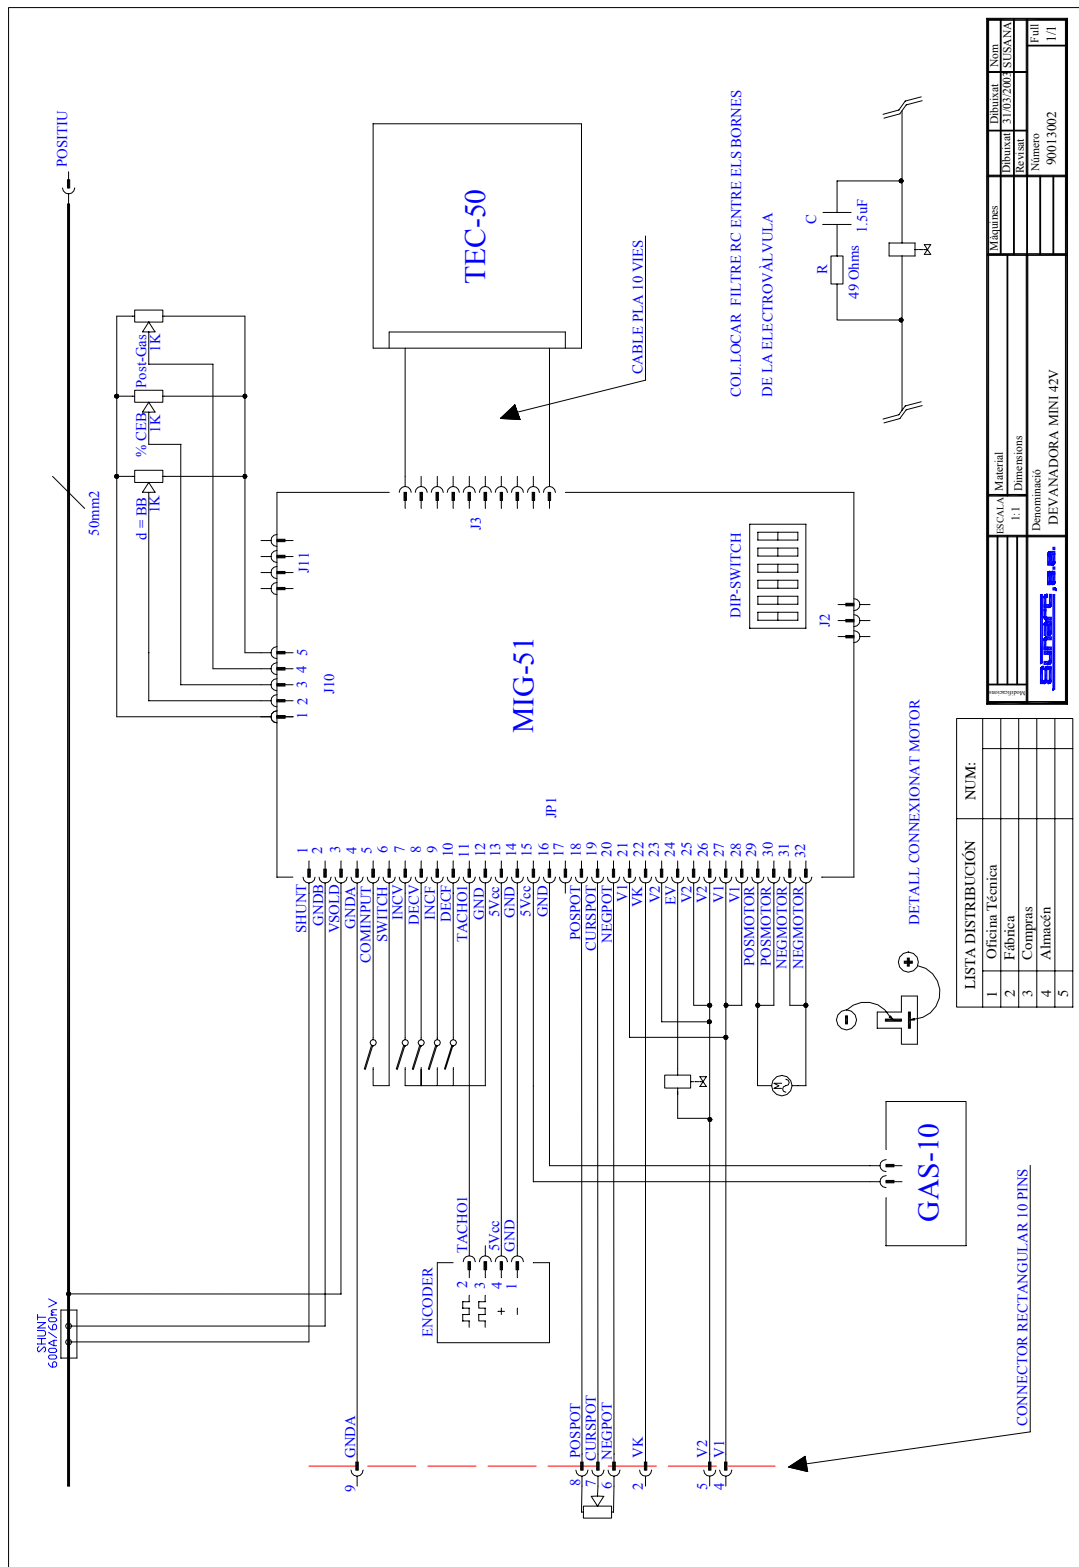 POSITIU
50mm2
SHUNT
600A/60mV
d = BB
1K
% CEB
1K
Post-Gas
1K
1
2
3
4
5
J10
J11
J3
TEC-50
CABLE PLA 10 VIES
MIG-51
DIP-SWITCH
J2
JP1
SHUNT 1
GNDB 2
VSOLD 3
GNDA 4
COMINPUT 5
SWITCH 6
INCV 7
DECV 8
INCF 9
DECF 10
TACHO1 11
GND 12
5Vcc 13
GND 14
5Vcc 15
GND 16
17
POSPOT 18
CURSPOT 19
NEGPOT 20
V1 21
VK 22
V2 23
EV 24
V2 25
V2 26
V1 27
V1 28
POSMOTOR 29
POSMOTOR 30
NEGMOTOR 31
NEGMOTOR 32
ENCODER
2 TACHO1
3
+ 4 5Vcc
- 1 GND
9 GNDA
8 POSPOT
7 CURSPOT
6 NEGPOT
2 VK
5 V2
4 V1
M
GAS-10
CONNECTOR RECTANGULAR 10 PINS
DETALL CONNEXIONAT MOTOR
-
+
COL.LOCAR FILTRE RC ENTRE ELS BORNES
DE LA ELECTROVÀLVULA
R
49 Ohms
C
1.5uF
LISTA DISTRIBUCIÓN NUM:
1 Oficina Técnica
2 Fábrica
3 Compras
4 Almacén
5
Modificacions
ESCALA
1:1
Material
Dimensions
Màquines
Dibuixat Nom
Dibuixat 31/03/2003 SUSANA
Revisat
Denominació
DEVANADORA MINI 42V
Número
90013002
Full
1/1